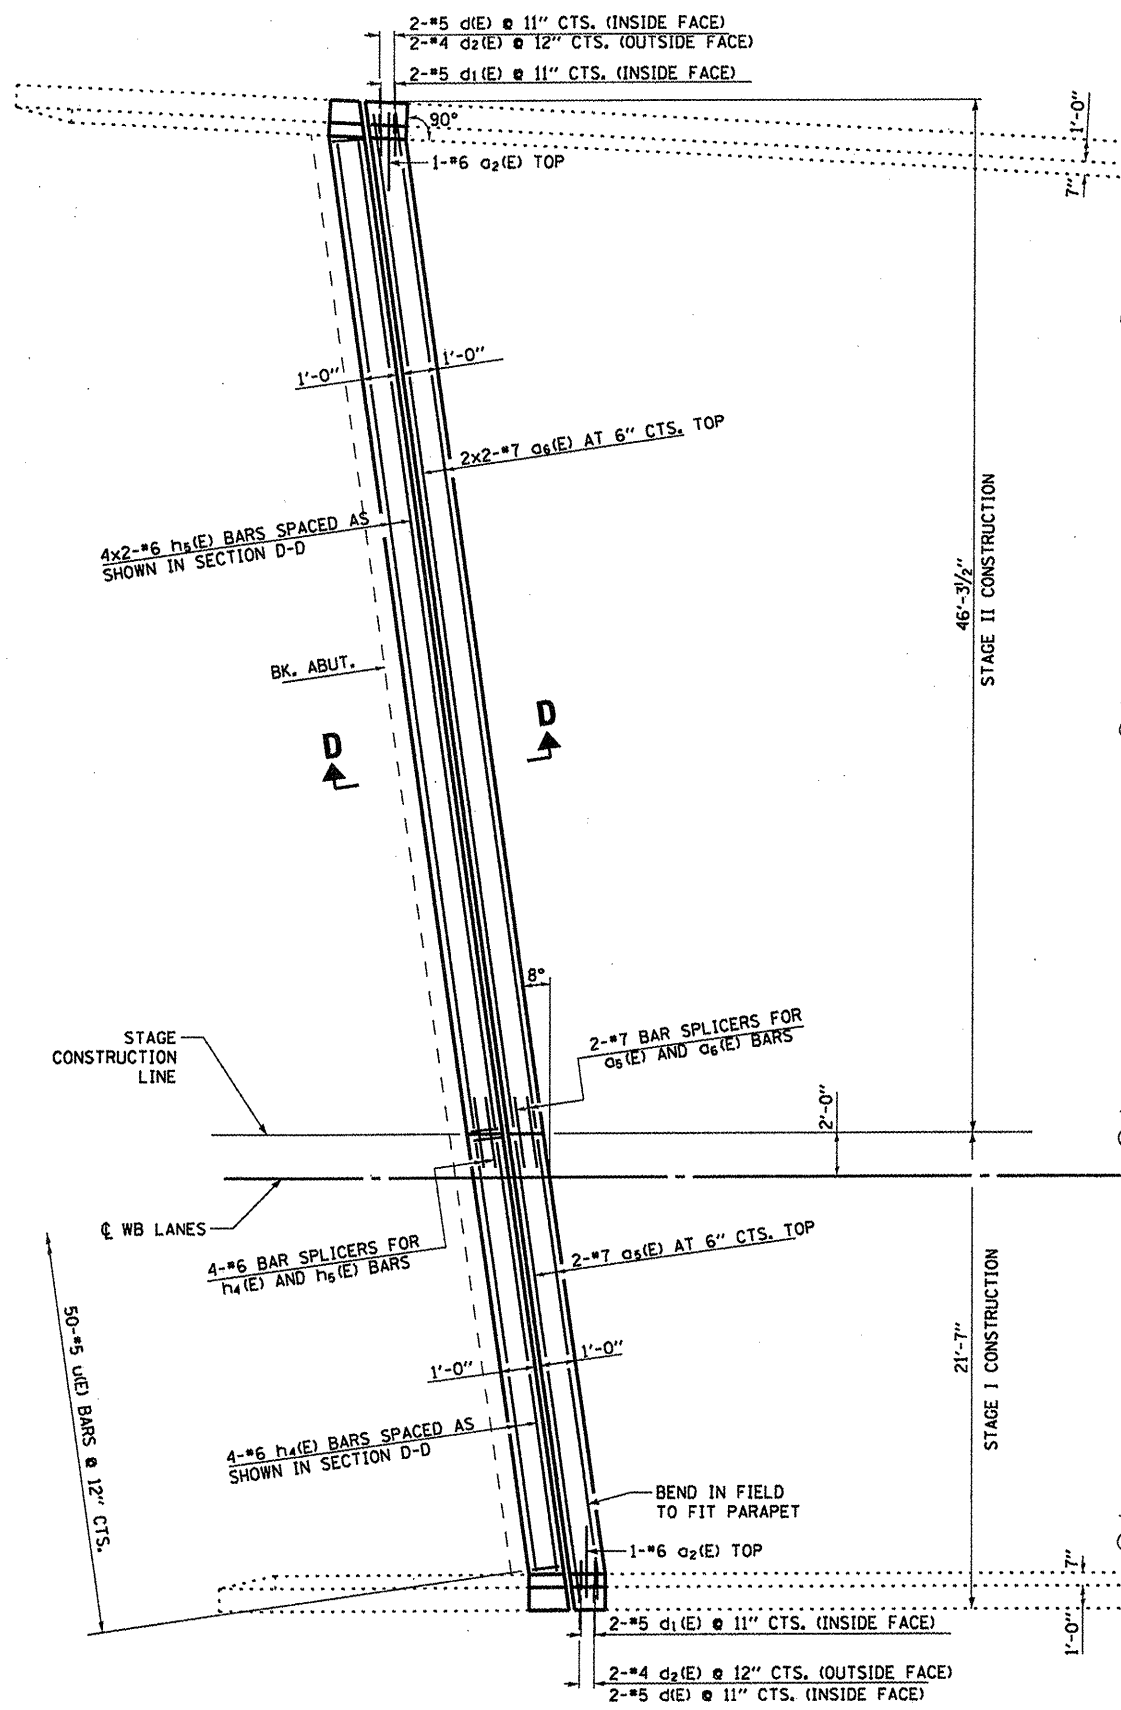 2-#5 d(E) @ 11" CTS. (INSIDE FACE)
2-#4 d2(E) @ 12" CTS. (OUTSIDE FACE)
2-#5 d1(E) @ 11" CTS. (INSIDE FACE)
90°
1'-0"
7"
1-#6 a2(E) TOP
1'-0"
1'-0"
2x2-#7 a6(E) AT 6" CTS. TOP
4x2-#6 h5(E) BARS SPACED AS
SHOWN IN SECTION D-D
46'-3½"
STAGE II CONSTRUCTION
BK. ABUT.
D
D
8°
STAGE
CONSTRUCTION
LINE
2-#7 BAR SPLICERS FOR
a5(E) AND a6(E) BARS
2'-0"
℄ WB LANES
4-#6 BAR SPLICERS FOR
h4(E) AND h5(E) BARS
2-#7 a5(E) AT 6" CTS. TOP
50-#5 u(E) BARS @ 12" CTS.
1'-0"
1'-0"
21'-7"
STAGE I CONSTRUCTION
4-#6 h4(E) BARS SPACED AS
SHOWN IN SECTION D-D
BEND IN FIELD
TO FIT PARAPET
1-#6 a2(E) TOP
7"
1'-0"
2-#5 d1(E) @ 11" CTS. (INSIDE FACE)
2-#4 d2(E) @ 12" CTS. (OUTSIDE FACE)
2-#5 d(E) @ 11" CTS. (INSIDE FACE)